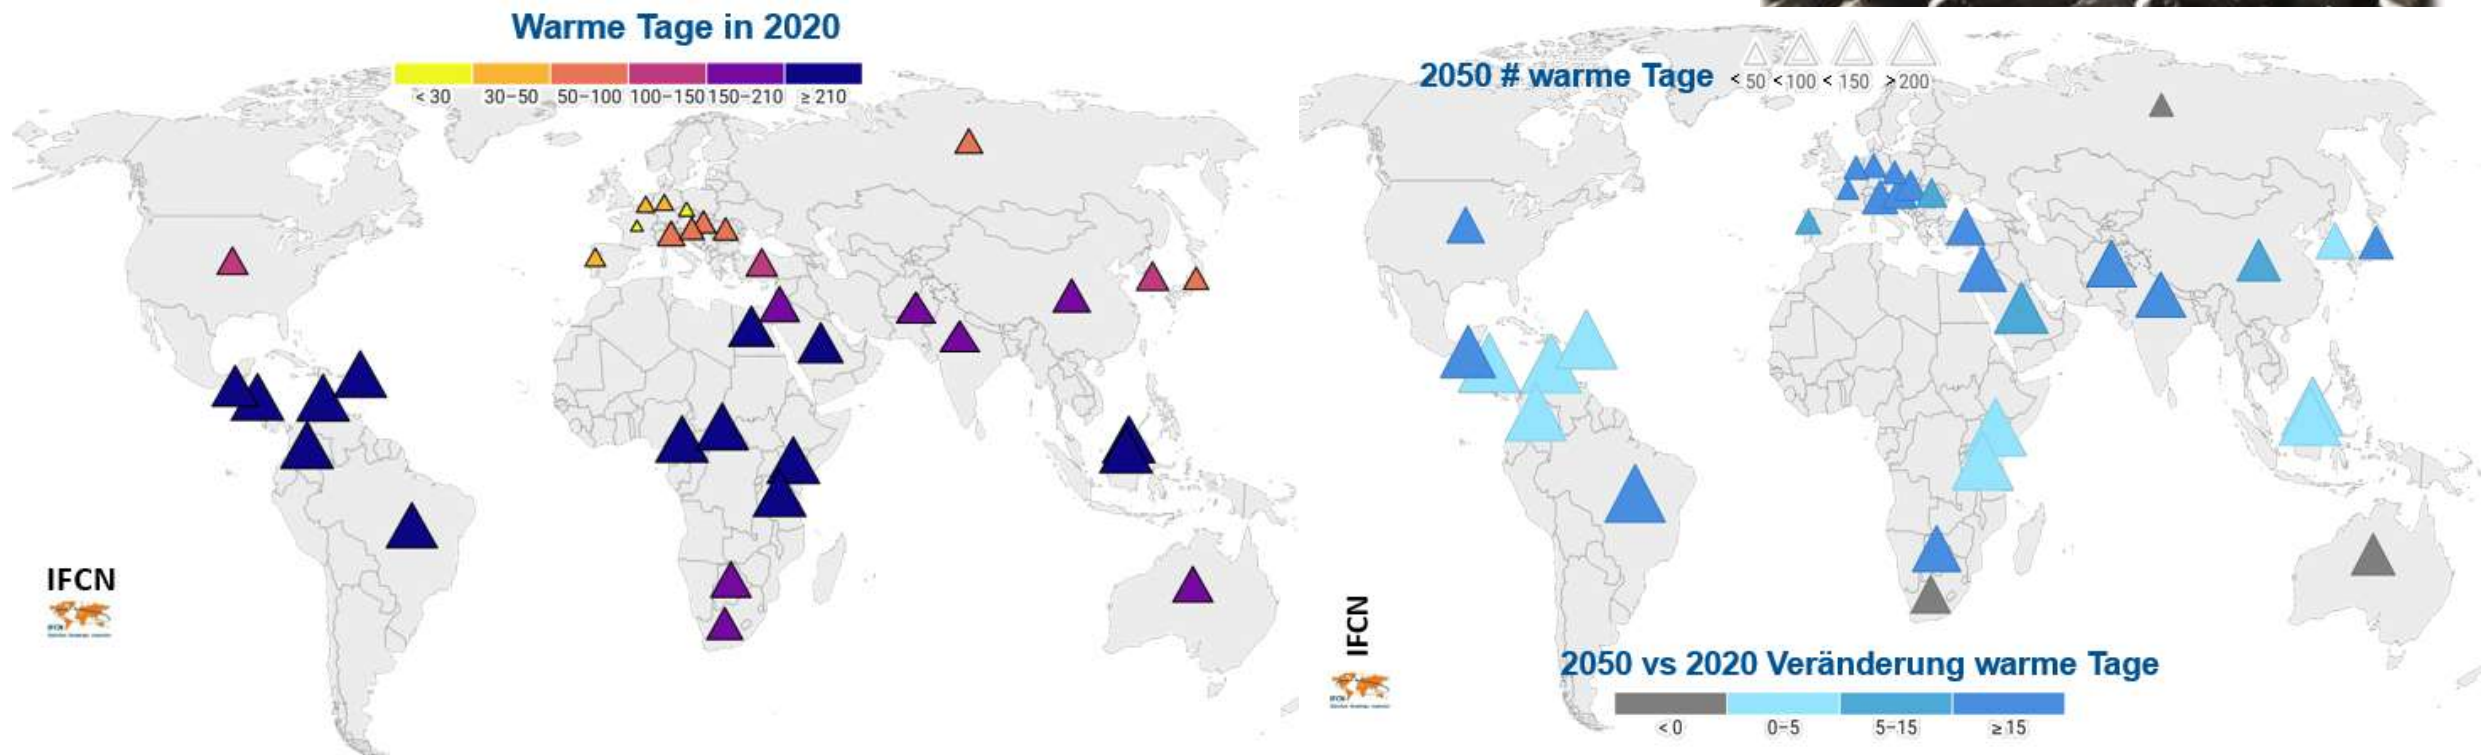 Warme Tage in 2020
< 30 30–50 50–100 100–150 150–210 ≥ 210
IFCN
2050 # warme Tage < 50 < 100 < 150 > 200
IFCN
2050 vs 2020 Veränderung warme Tage
< 0 0–5 5–15 ≥ 15